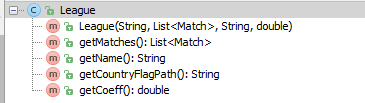 C League
m League(String, List<Match>, String, double)
m getMatches(): List<Match>
m getName(): String
m getCountryFlagPath(): String
m getCoeff(): double